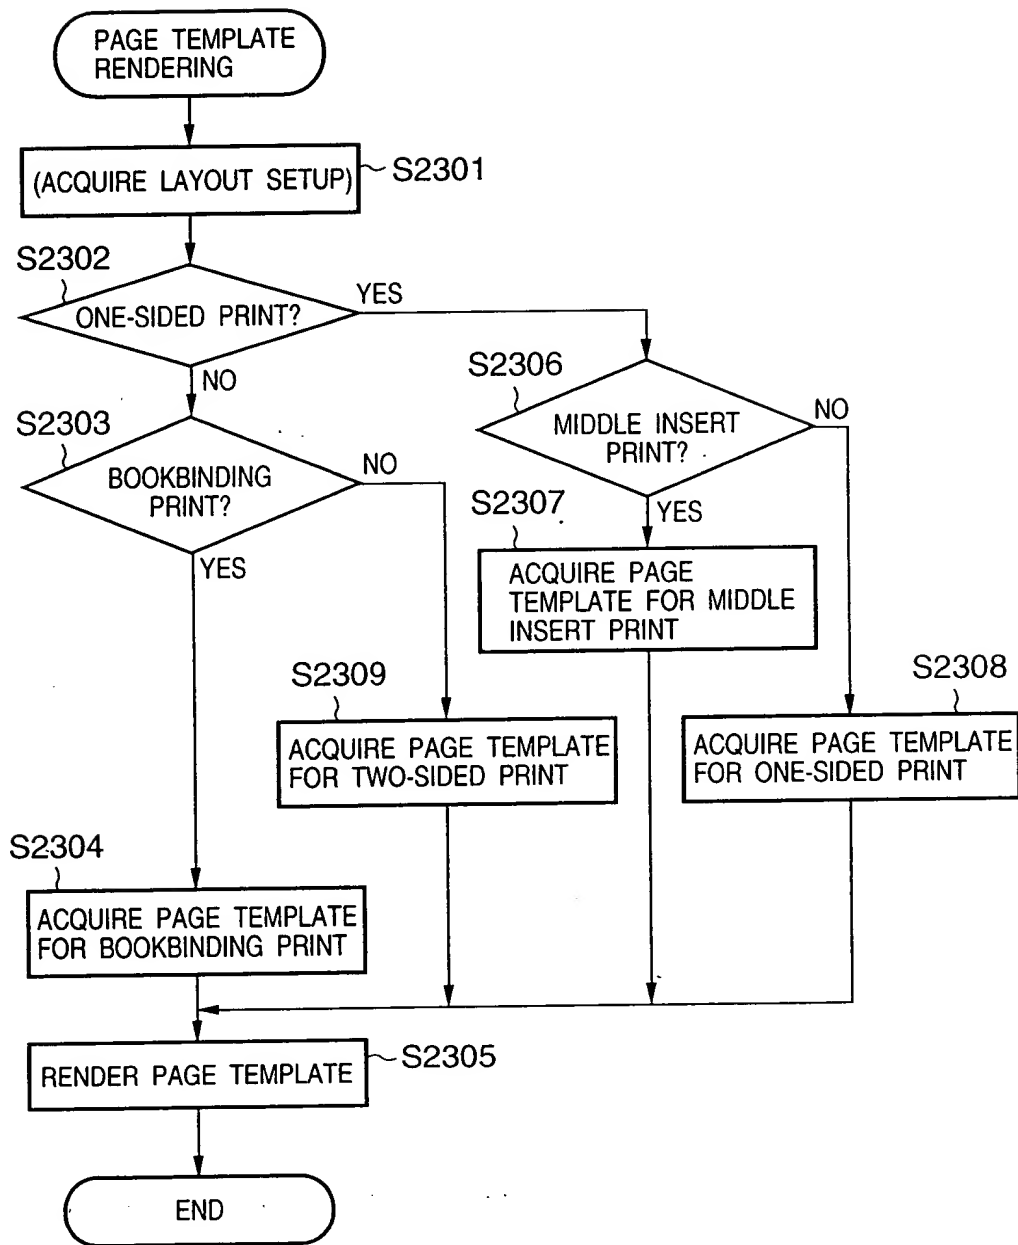 PAGE TEMPLATE
RENDERING
(ACQUIRE LAYOUT SETUP)
S2301
S2302
ONE-SIDED PRINT?
YES
NO
S2303
BOOKBINDING
PRINT?
NO
YES
S2306
MIDDLE INSERT
PRINT?
NO
YES
S2307
ACQUIRE PAGE
TEMPLATE FOR MIDDLE
INSERT PRINT
S2309
ACQUIRE PAGE TEMPLATE
FOR TWO-SIDED PRINT
S2308
ACQUIRE PAGE TEMPLATE
FOR ONE-SIDED PRINT
S2304
ACQUIRE PAGE TEMPLATE
FOR BOOKBINDING PRINT
RENDER PAGE TEMPLATE
S2305
END